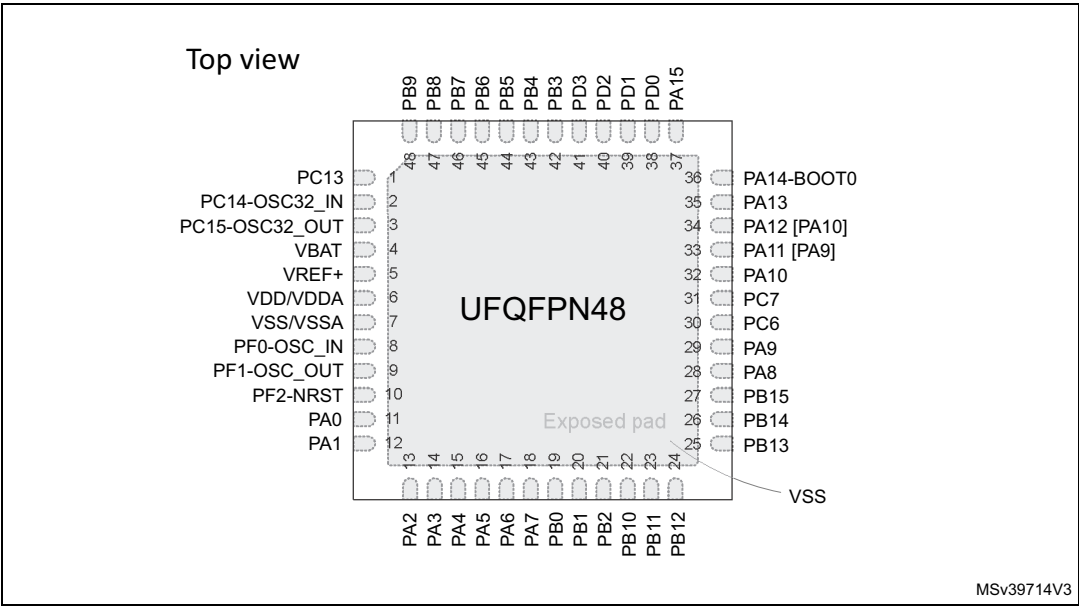 Top view
PB9
PB8
PB7
PB6
PB5
PB4
PB3
PD3
PD2
PD1
PD0
PA15
48
47
46
45
44
43
42
41
40
39
38
37
PC13
1
PC14-OSC32_IN
2
PC15-OSC32_OUT
3
VBAT
4
VREF+
5
VDD/VDDA
6
VSS/VSSA
7
PF0-OSC_IN
8
PF1-OSC_OUT
9
PF2-NRST
10
PA0
11
PA1
12
UFQFPN48
Exposed pad
36
PA14-BOOT0
35
PA13
34
PA12 [PA10]
33
PA11 [PA9]
32
PA10
31
PC7
30
PC6
29
PA9
28
PA8
27
PB15
26
PB14
25
PB13
VSS
13
14
15
16
17
18
19
20
21
22
23
24
PA2
PA3
PA4
PA5
PA6
PA7
PB0
PB1
PB2
PB10
PB11
PB12
MSv39714V3